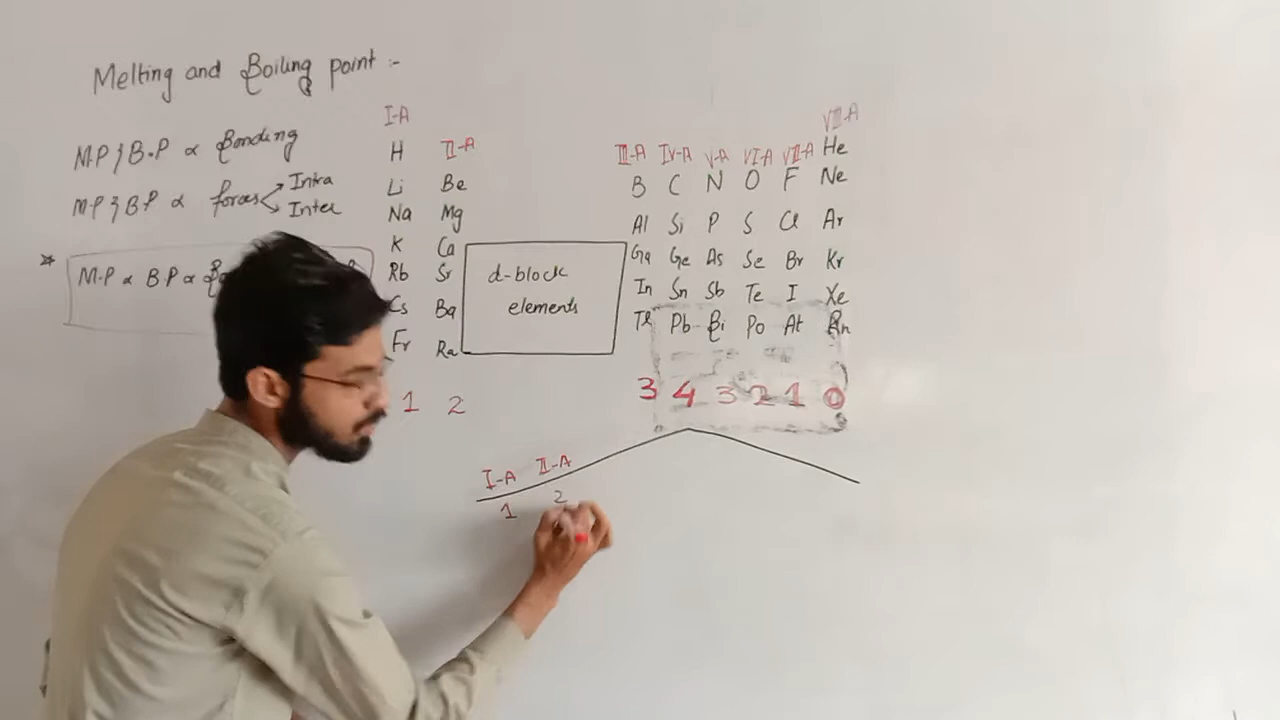 Melting and Boiling point :-
M.P & B.P ∝ Bonding
M.P & B.P ∝ forces Intra
Inter
* M.P ∝ B.P ∝
I-A
H
Li
Na
K
Rb
Cs
Fr
1
II-A
Be
Mg
Ca
Sr
Ba
Ra
2
d-block
elements
III-A IV-A V-A VI-A VII-A VIII-A
He
B C N O F Ne
Al Si P S Cl Ar
Ga Ge As Se Br Kr
In Sn Sb Te I Xe
Tl Pb Bi Po At Rn
3 4 3 2 1 0
I-A II-A
1 2